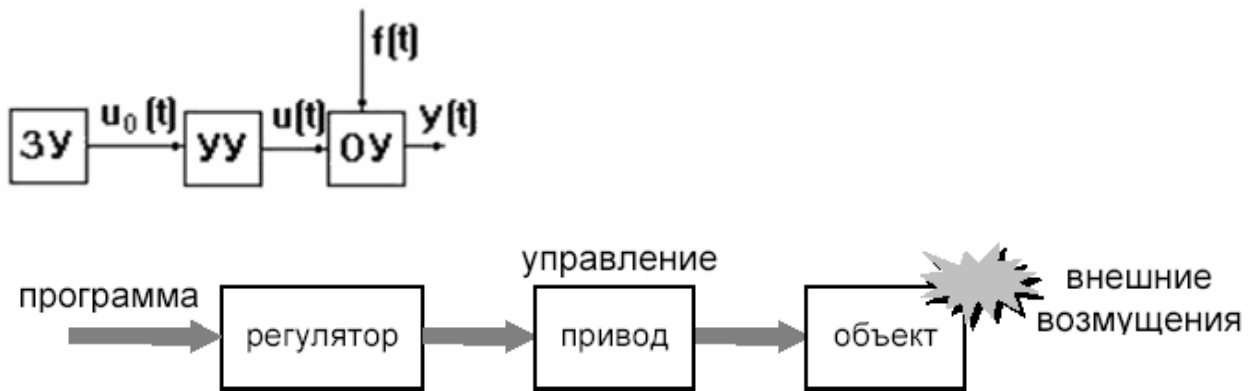 f(t)
u₀(t) u(t) y(t)
ЗУ УУ ОУ
управление
программа
внешние
возмущения
регулятор привод объект